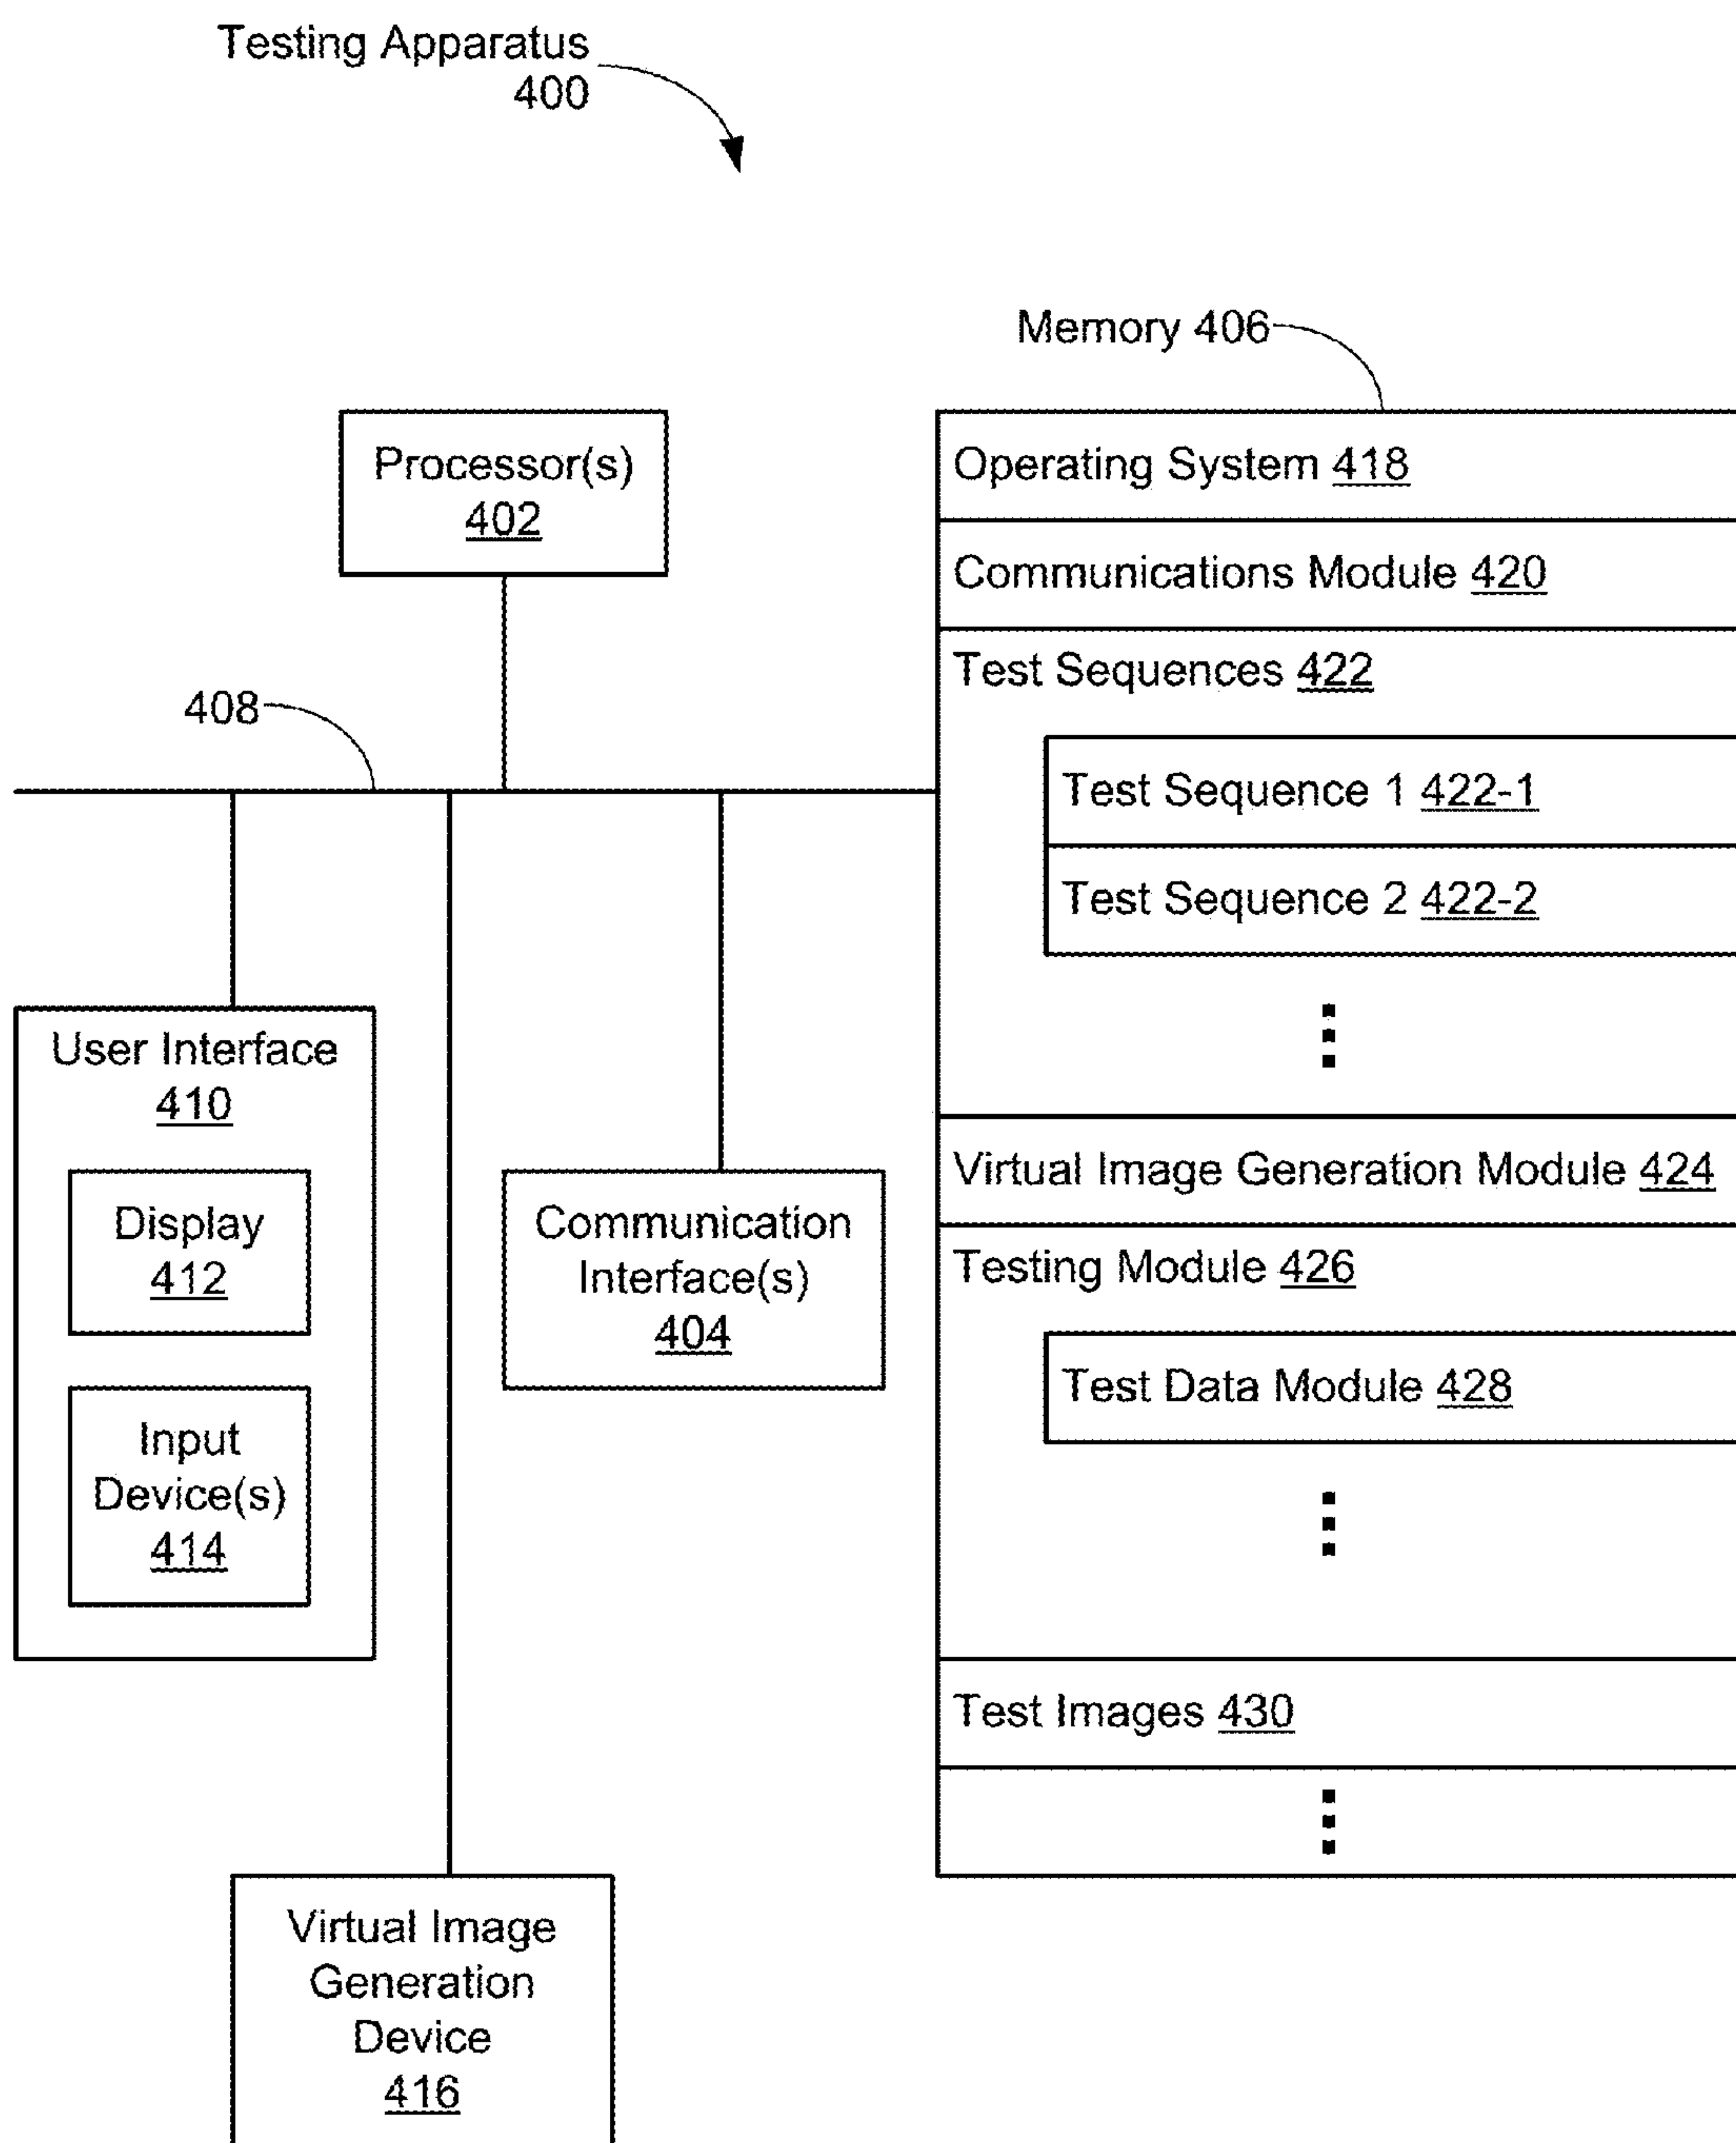 Testing Apparatus
400
Memory 406
Processor(s)
402
408
Operating System 418
Communications Module 420
Test Sequences 422
Test Sequence 1 422-1
Test Sequence 2 422-2
User Interface
410
Display
412
Input
Device(s)
414
Communication
Interface(s)
404
Virtual Image Generation Module 424
Testing Module 426
Test Data Module 428
Test Images 430
Virtual Image
Generation
Device
416